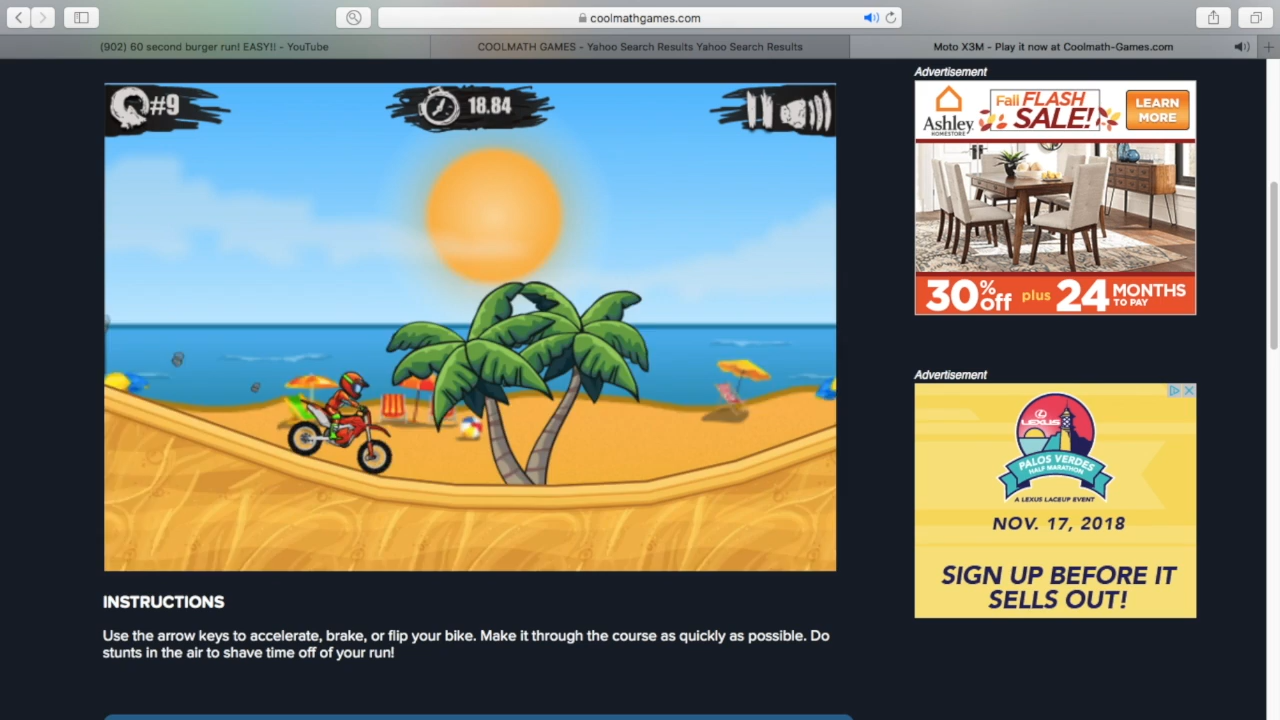 coolmathgames.com
(902) 60 second burger run! EASY!! - YouTube
COOLMATH GAMES - Yahoo Search Results Yahoo Search Results
Moto X3M - Play it now at Coolmath-Games.com
#9
18.84
INSTRUCTIONS
Use the arrow keys to accelerate, brake, or flip your bike. Make it through the course as quickly as possible. Do
stunts in the air to shave time off of your run!
Advertisement
Ashley
HOMESTORE
Fall FLASH
SALE!
LEARN
MORE
30% off plus 24 MONTHS
TO PAY
Advertisement
LEXUS
PALOS VERDES
HALF MARATHON
A LEXUS LACEUP EVENT
NOV. 17, 2018
SIGN UP BEFORE IT
SELLS OUT!